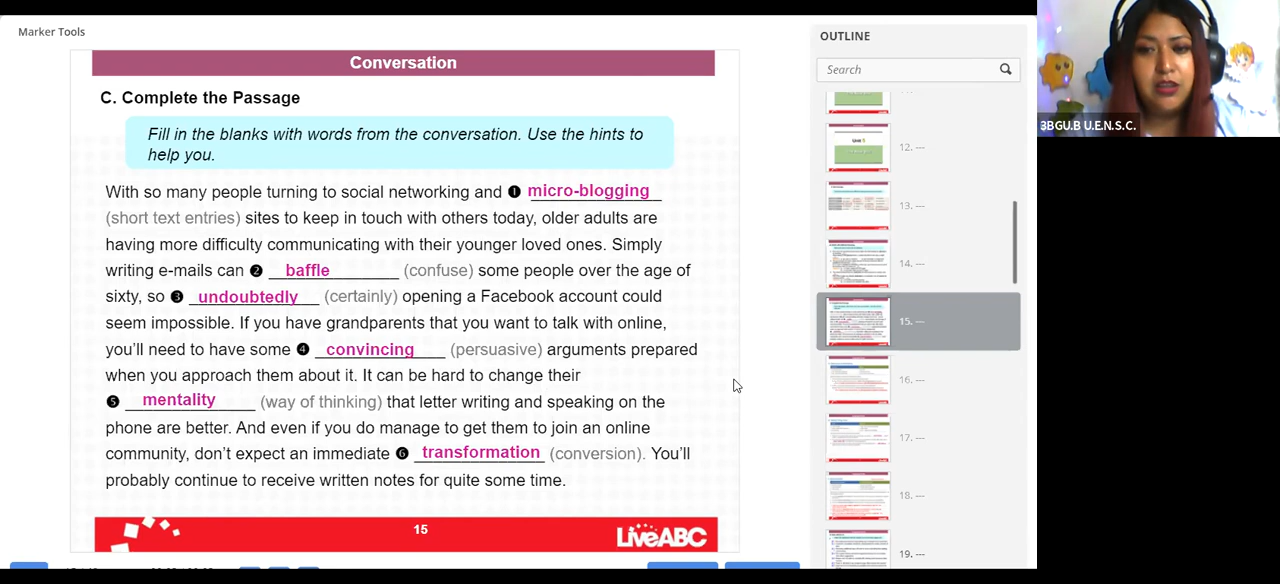 Marker Tools
Conversation
C. Complete the Passage
Fill in the blanks with words from the conversation. Use the hints to
help you.
With so many people turning to social networking and ❶ micro-blogging
(short text entries) sites to keep in touch with others today, older adults are
having more difficulty communicating with their younger loved ones. Simply
writing e-mails can ❷ baffle (confuse) some people over the age of
sixty, so ❸ undoubtedly (certainly) opening a Facebook account could
seem impossible. If you have grandparents that you want to talk with online,
you'll need to have some ❹ convincing (persuasive) arguments prepared
when you approach them about it. It can be hard to change their
❺ mentality (way of thinking) that letter writing and speaking on the
phone are better. And even if you do manage to get them to join an online
community, don't expect an immediate ❻ transformation (conversion). You'll
probably continue to receive written notes for quite some time.
15
LiveABC
OUTLINE
Search
12. —
13. —
14. —
15. —
16. —
17. —
18. —
19. —
3BGU.B U.E.N.S.C.